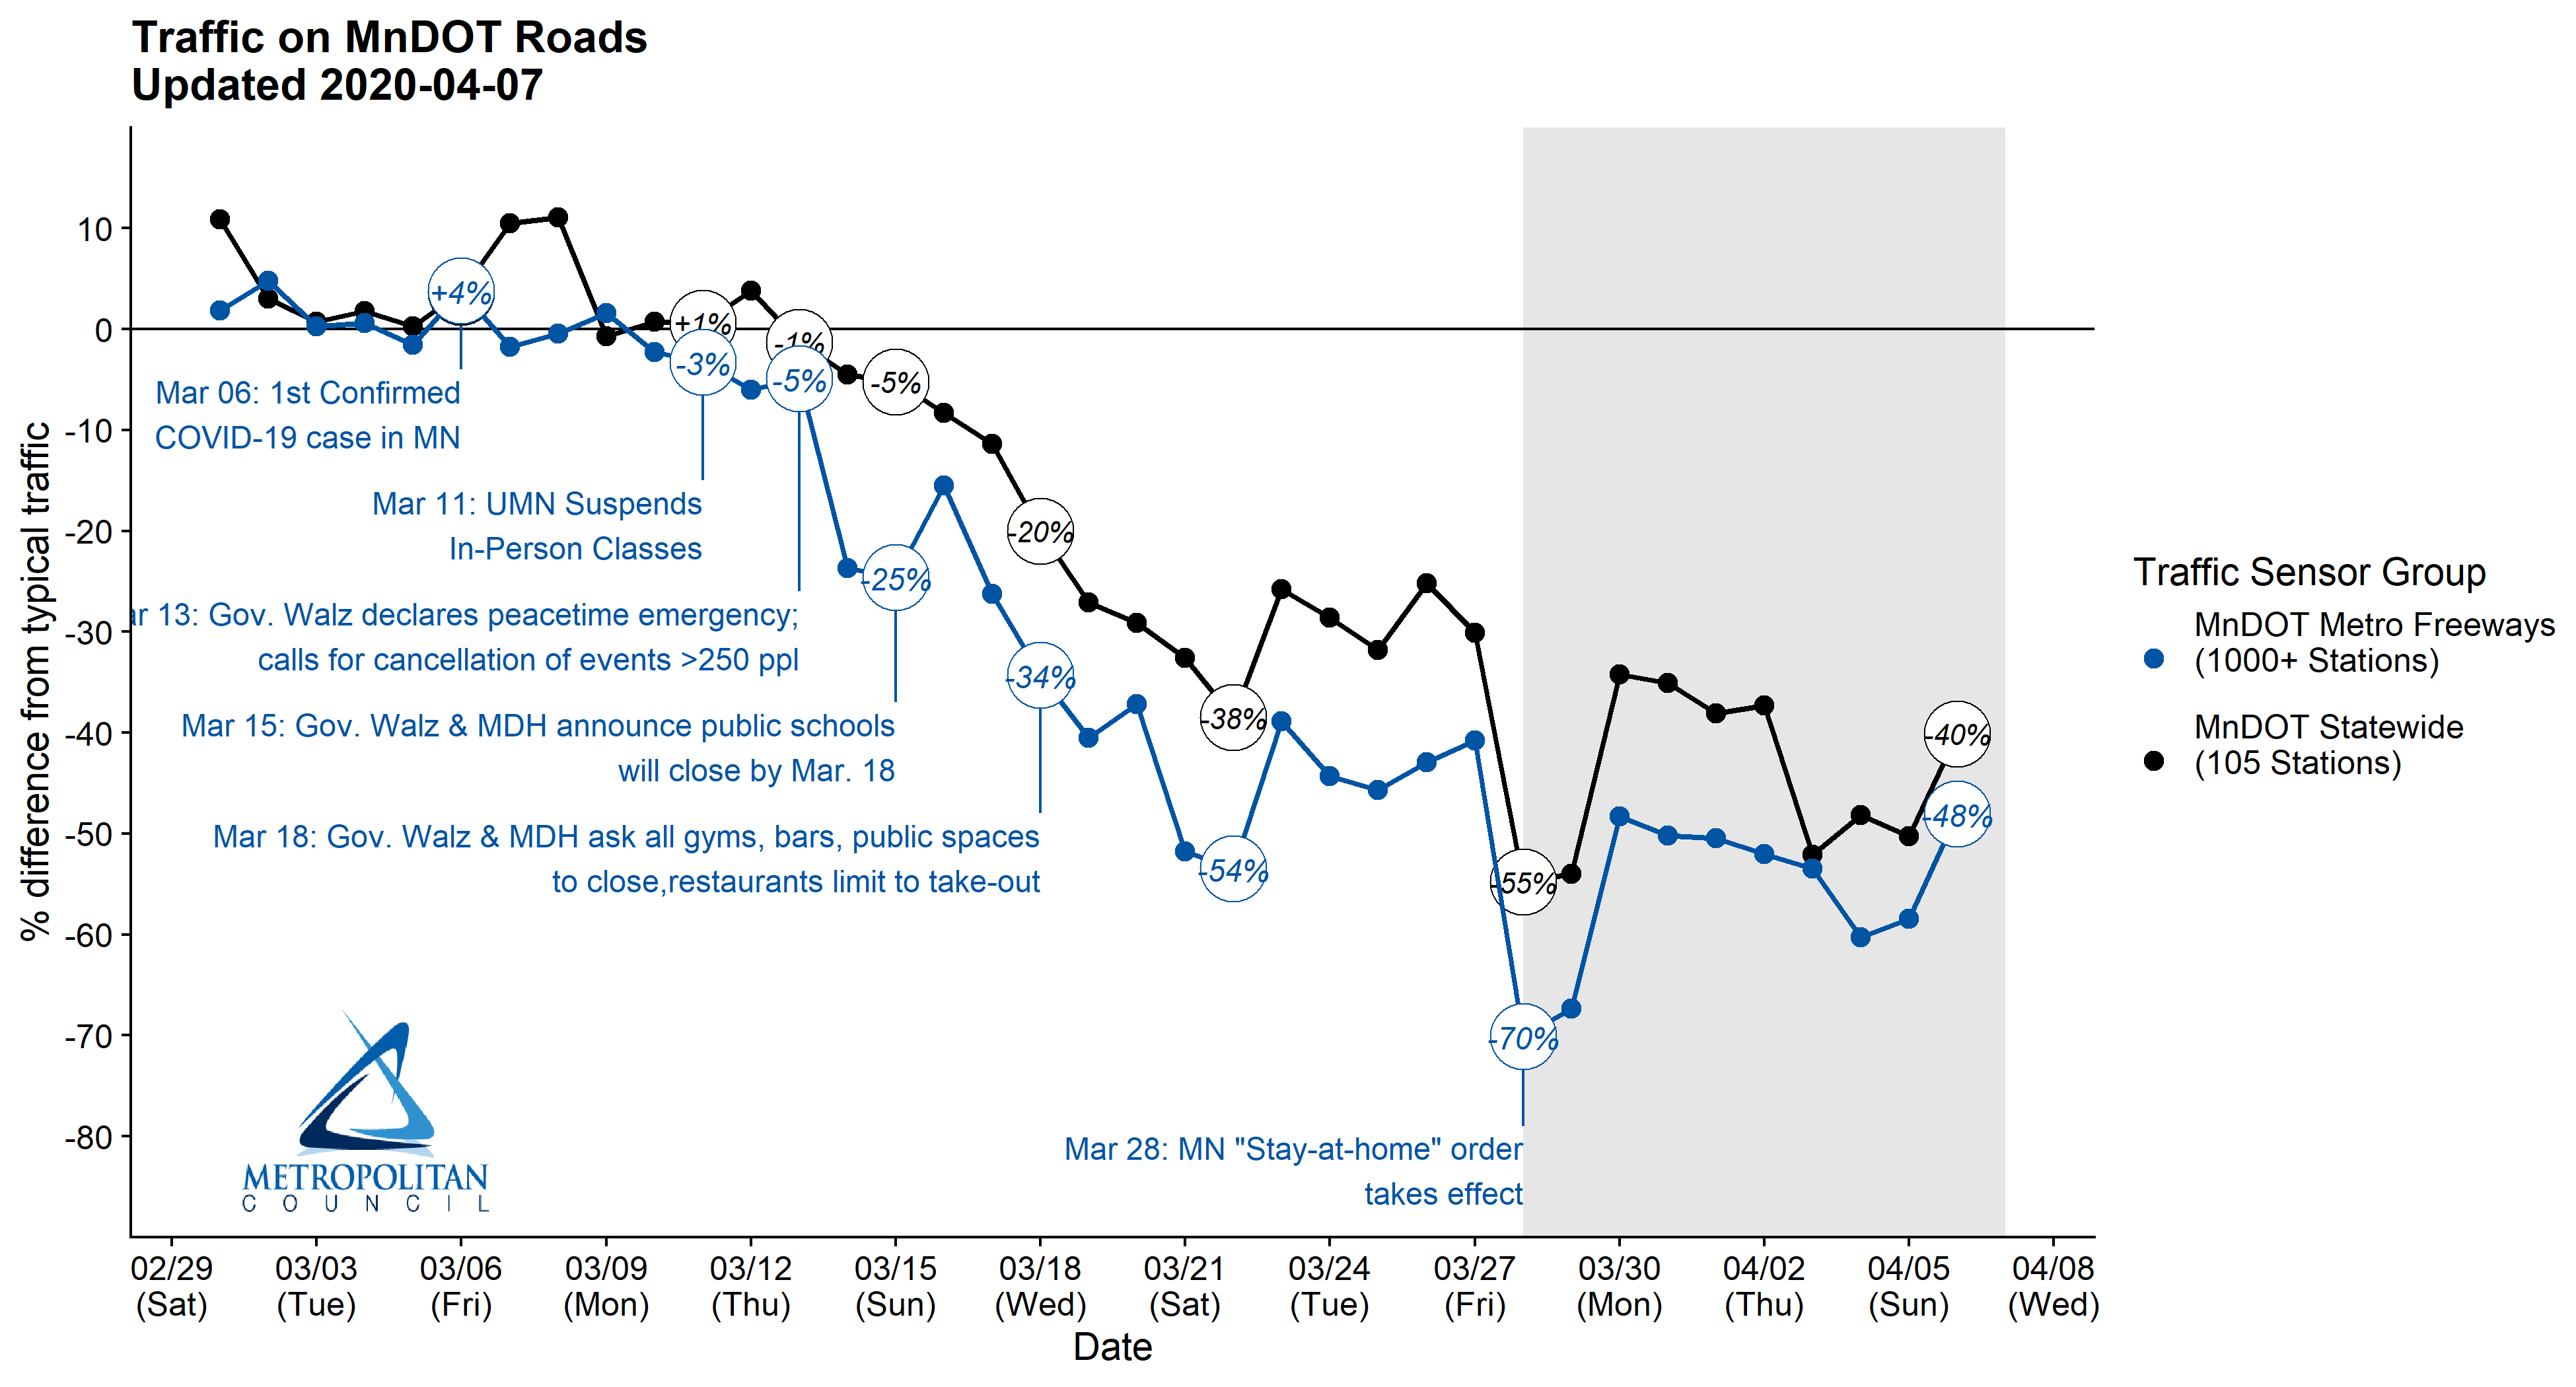 Traffic on MnDOT Roads
Updated 2020-04-07
% difference from typical traffic
10
0
-10
-20
-30
-40
-50
-60
-70
-80
+4%
+1%
-3%
-1%
-5%
-5%
-25%
-20%
-34%
-38%
-54%
-55%
-70%
-40%
-48%
Mar 06: 1st Confirmed
COVID-19 case in MN
Mar 11: UMN Suspends
In-Person Classes
ar 13: Gov. Walz declares peacetime emergency;
calls for cancellation of events >250 ppl
Mar 15: Gov. Walz & MDH announce public schools
will close by Mar. 18
Mar 18: Gov. Walz & MDH ask all gyms, bars, public spaces
to close,restaurants limit to take-out
Mar 28: MN "Stay-at-home" order
takes effect
METROPOLITAN
COUNCIL
02/29 03/03 03/06 03/09 03/12 03/15 03/18 03/21 03/24 03/27 03/30 04/02 04/05 04/08
(Sat) (Tue) (Fri) (Mon) (Thu) (Sun) (Wed) (Sat) (Tue) (Fri) (Mon) (Thu) (Sun) (Wed)
Date
Traffic Sensor Group
MnDOT Metro Freeways
(1000+ Stations)
MnDOT Statewide
(105 Stations)